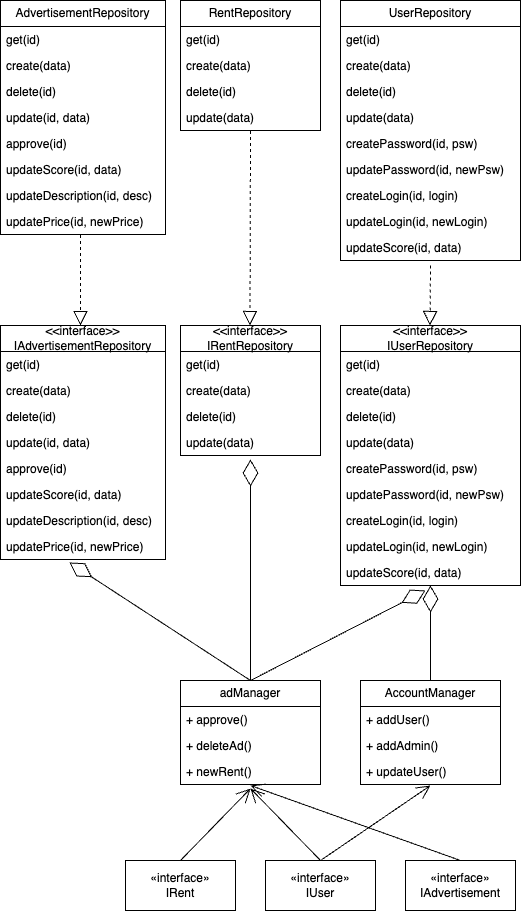 AdvertisementRepository
get(id)
create(data)
delete(id)
update(id, data)
approve(id)
updateScore(id, data)
updateDescription(id, desc)
updatePrice(id, newPrice)
RentRepository
get(id)
create(data)
delete(id)
update(data)
UserRepository
get(id)
create(data)
delete(id)
update(data)
createPassword(id, psw)
updatePassword(id, newPsw)
createLogin(id, login)
updateLogin(id, newLogin)
updateScore(id, data)
<<interface>>
IAdvertisementRepository
get(id)
create(data)
delete(id)
update(id, data)
approve(id)
updateScore(id, data)
updateDescription(id, desc)
updatePrice(id, newPrice)
<<interface>>
IRentRepository
get(id)
create(data)
delete(id)
update(data)
<<interface>>
IUserRepository
get(id)
create(data)
delete(id)
update(data)
createPassword(id, psw)
updatePassword(id, newPsw)
createLogin(id, login)
updateLogin(id, newLogin)
updateScore(id, data)
adManager
+ approve()
+ deleteAd()
+ newRent()
AccountManager
+ addUser()
+ addAdmin()
+ updateUser()
«interface»
IRent
«interface»
IUser
«interface»
IAdvertisement